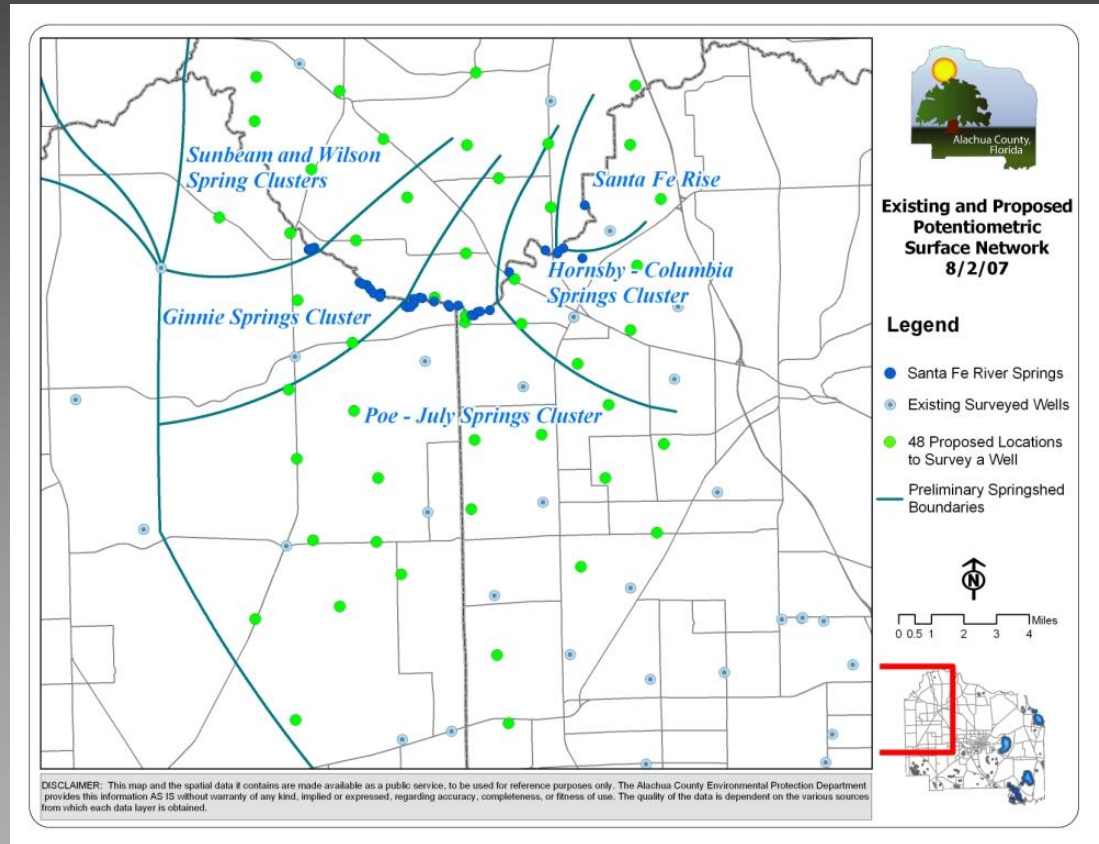 Sunbeam and Wilson
Spring Clusters
Santa Fe Rise
Hornsby - Columbia
Springs Cluster
Ginnie Springs Cluster
Poe - July Springs Cluster
Alachua County,
Florida
Existing and Proposed
Potentiometric
Surface Network
8/2/07
Legend
Santa Fe River Springs
Existing Surveyed Wells
48 Proposed Locations
to Survey a Well
Preliminary Springshed
Boundaries
N
Miles
0 0.5 1 2 3 4
DISCLAIMER: This map and the spatial data it contains are made available as a public service, to be used for reference purposes only. The Alachua County Environmental Protection Department
provides this information AS IS without warranty of any kind, implied or expressed, regarding accuracy, completeness, or fitness of use. The quality of the data is dependent on the various sources
from which each data layer is obtained.